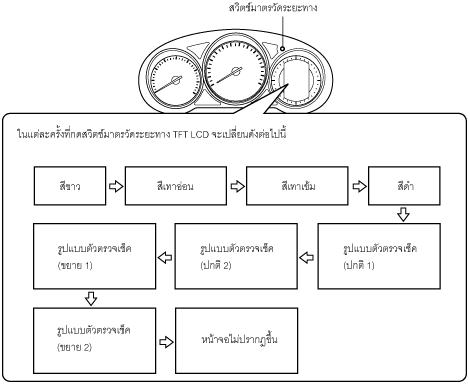 สวิตช์มาตรวัดระยะทาง
ในแต่ละครั้งที่กดสวิตช์มาตรวัดระยะทาง TFT LCD จะเปลี่ยนดังต่อไปนี้
สีขาว
สีเทาอ่อน
สีเทาเข้ม
สีดำ
รูปแบบตัวตรวจเช็ค
(ปกติ 1)
รูปแบบตัวตรวจเช็ค
(ปกติ 2)
รูปแบบตัวตรวจเช็ค
(ขยาย 1)
รูปแบบตัวตรวจเช็ค
(ขยาย 2)
หน้าจอไม่ปรากฏขึ้น